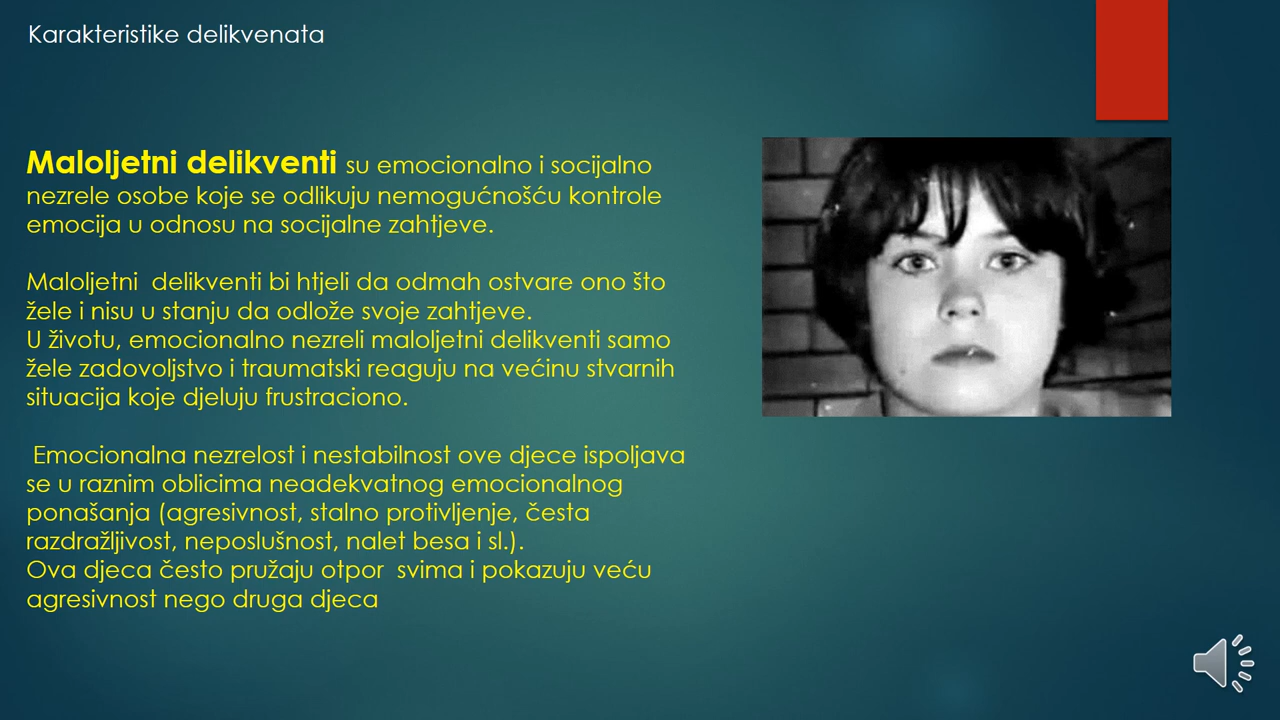 Karakteristike delikvenata
Maloljetni delikventi su emocionalno i socijalno
nezrele osobe koje se odlikuju nemogućnošću kontrole
emocija u odnosu na socijalne zahtjeve.
Maloljetni  delikventi bi htjeli da odmah ostvare ono što
žele i nisu u stanju da odlože svoje zahtjeve.
U životu, emocionalno nezreli maloljetni delikventi samo
žele zadovoljstvo i traumatski reaguju na većinu stvarnih
situacija koje djeluju frustraciono.
Emocionalna nezrelost i nestabilnost ove djece ispoljava
se u raznim oblicima neadekvatnog emocionalnog
ponašanja (agresivnost, stalno protivljenje, česta
razdražljivost, neposlušnost, nalet besa i sl.).
Ova djeca često pružaju otpor  svima i pokazuju veću
agresivnost nego druga djeca